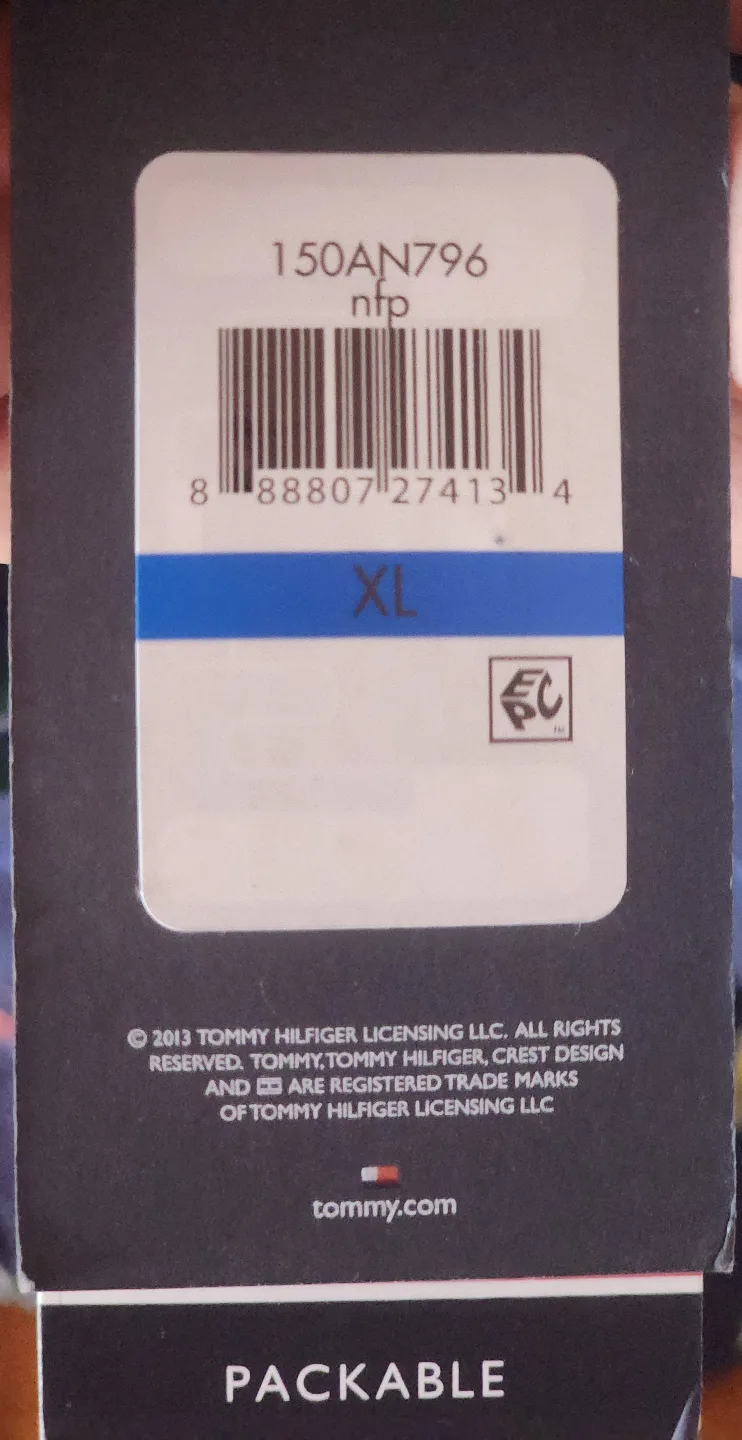 150AN796
nfp
8 88807 27413 4
XL
EPC™
© 2013 TOMMY HILFIGER LICENSING LLC. ALL RIGHTS
RESERVED. TOMMY, TOMMY HILFIGER, CREST DESIGN
AND ARE REGISTERED TRADE MARKS
OF TOMMY HILFIGER LICENSING LLC
tommy.com
PACKABLE